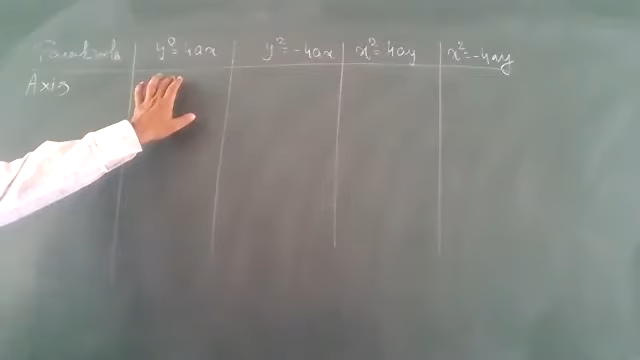 Parabola y² = 4ax y² = -4ax x² = 4ay x² = -4ay
Axis